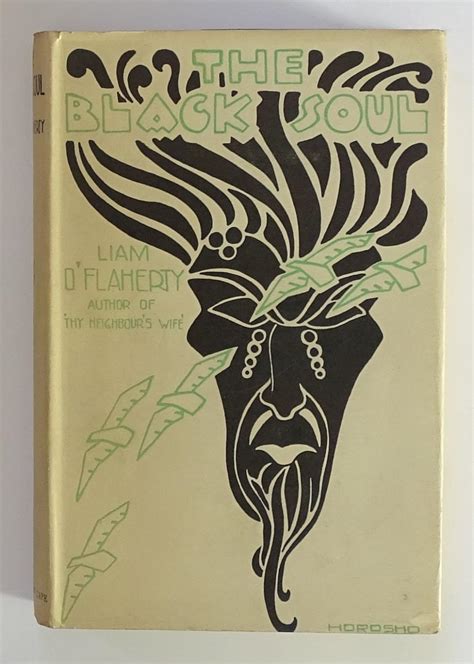 THE
BLACK SOUL
LIAM
O'FLAHERTY
AUTHOR OF
'THY NEIGHBOUR'S WIFE'
HOROSHO